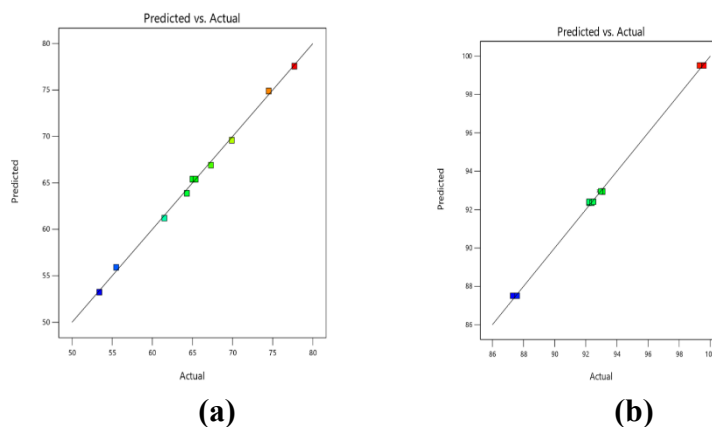 Predicted vs. Actual
80
75
70
65
60
55
50
Predicted
50 55 60 65 70 75 80
Actual
(a)
Predicted vs. Actual
100
98
96
94
92
90
88
86
Predicted
86 88 90 92 94 96 98 100
Actual
(b)